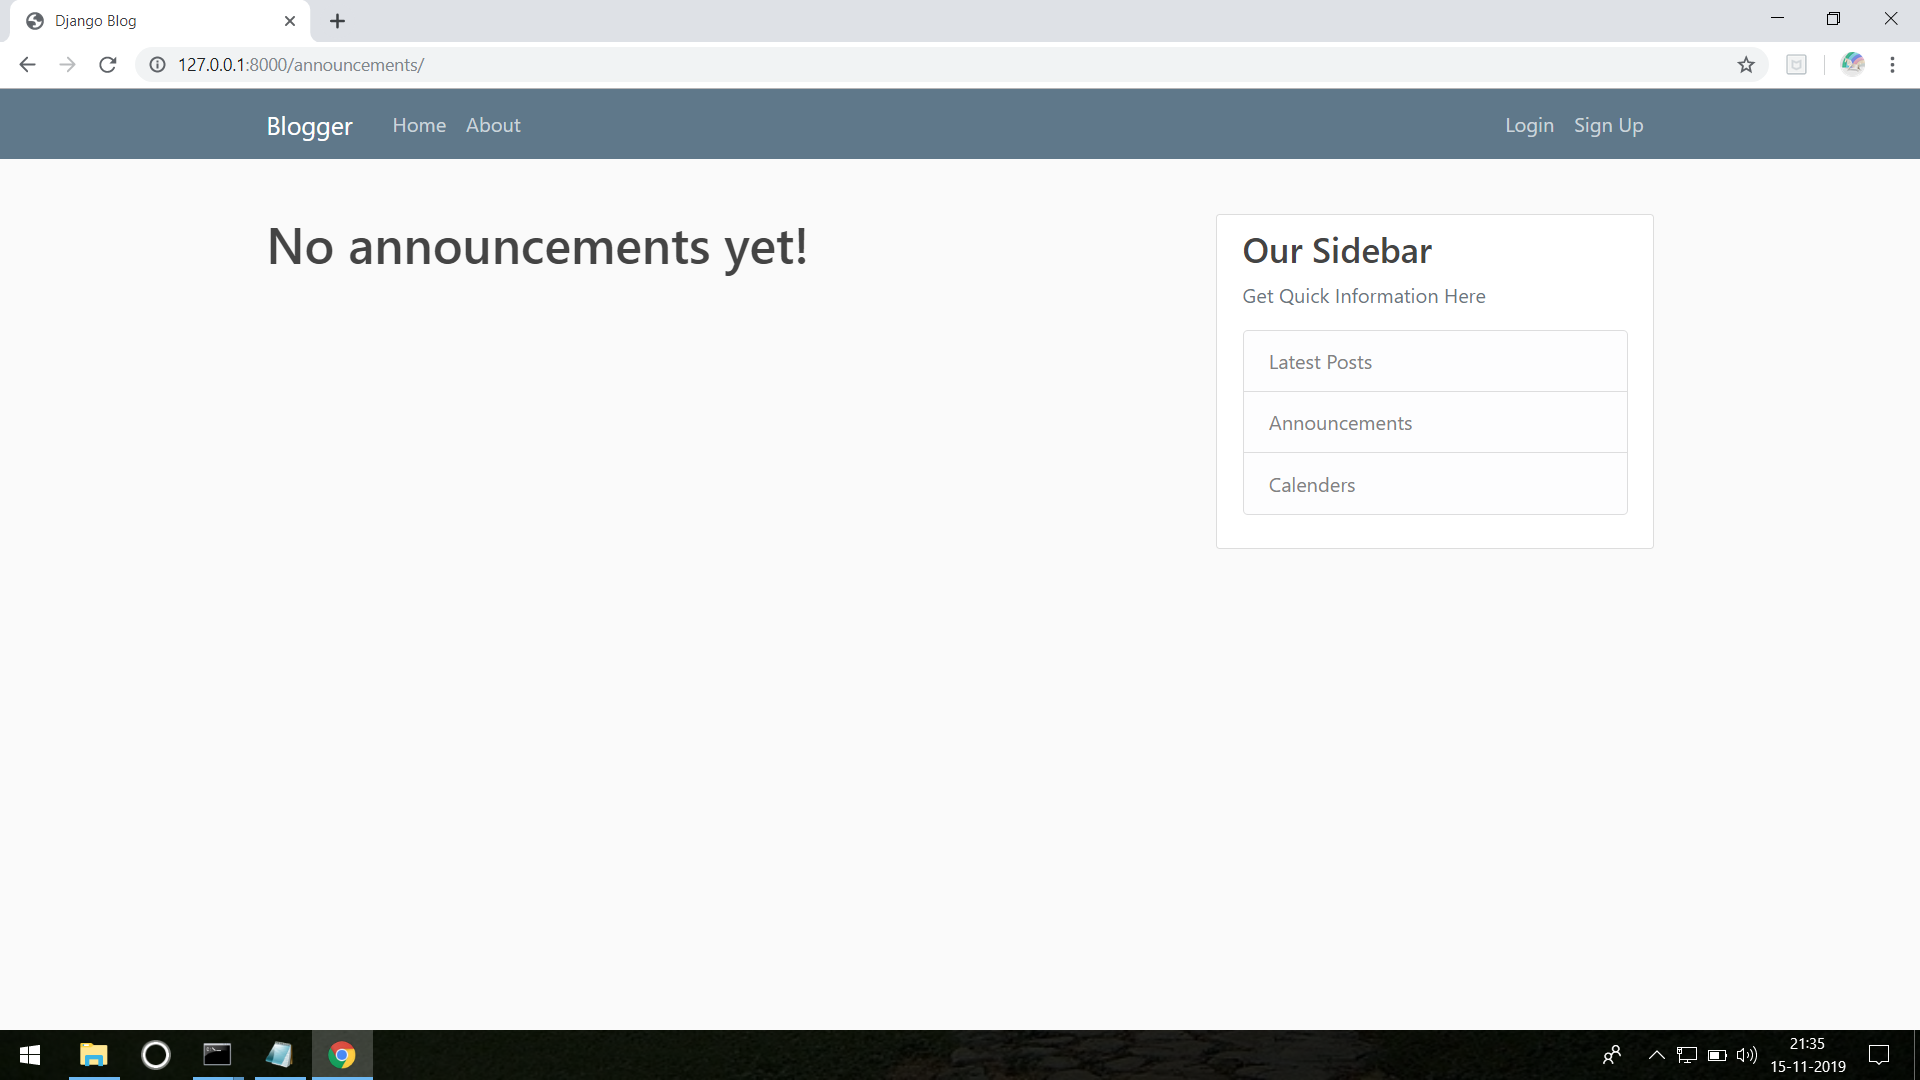 Django Blog
127.0.0.1:8000/announcements/
Blogger Home About Login Sign Up
No announcements yet!
Our Sidebar
Get Quick Information Here
Latest Posts
Announcements
Calenders
21:35
15-11-2019